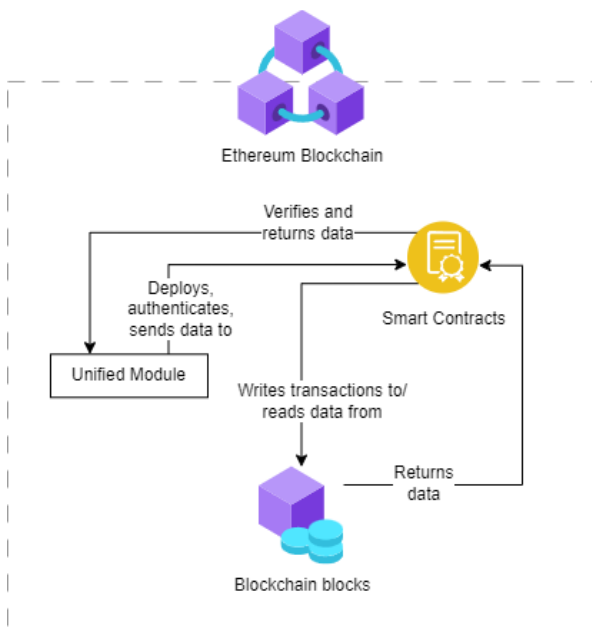 Ethereum Blockchain
Verifies and
returns data
Deploys,
authenticates,
sends data to
Smart Contracts
Unified Module
Writes transactions to/
reads data from
Returns
data
Blockchain blocks